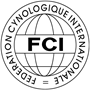 FEDERATION CYNOLOGIQUE INTERNATIONALE
FCI